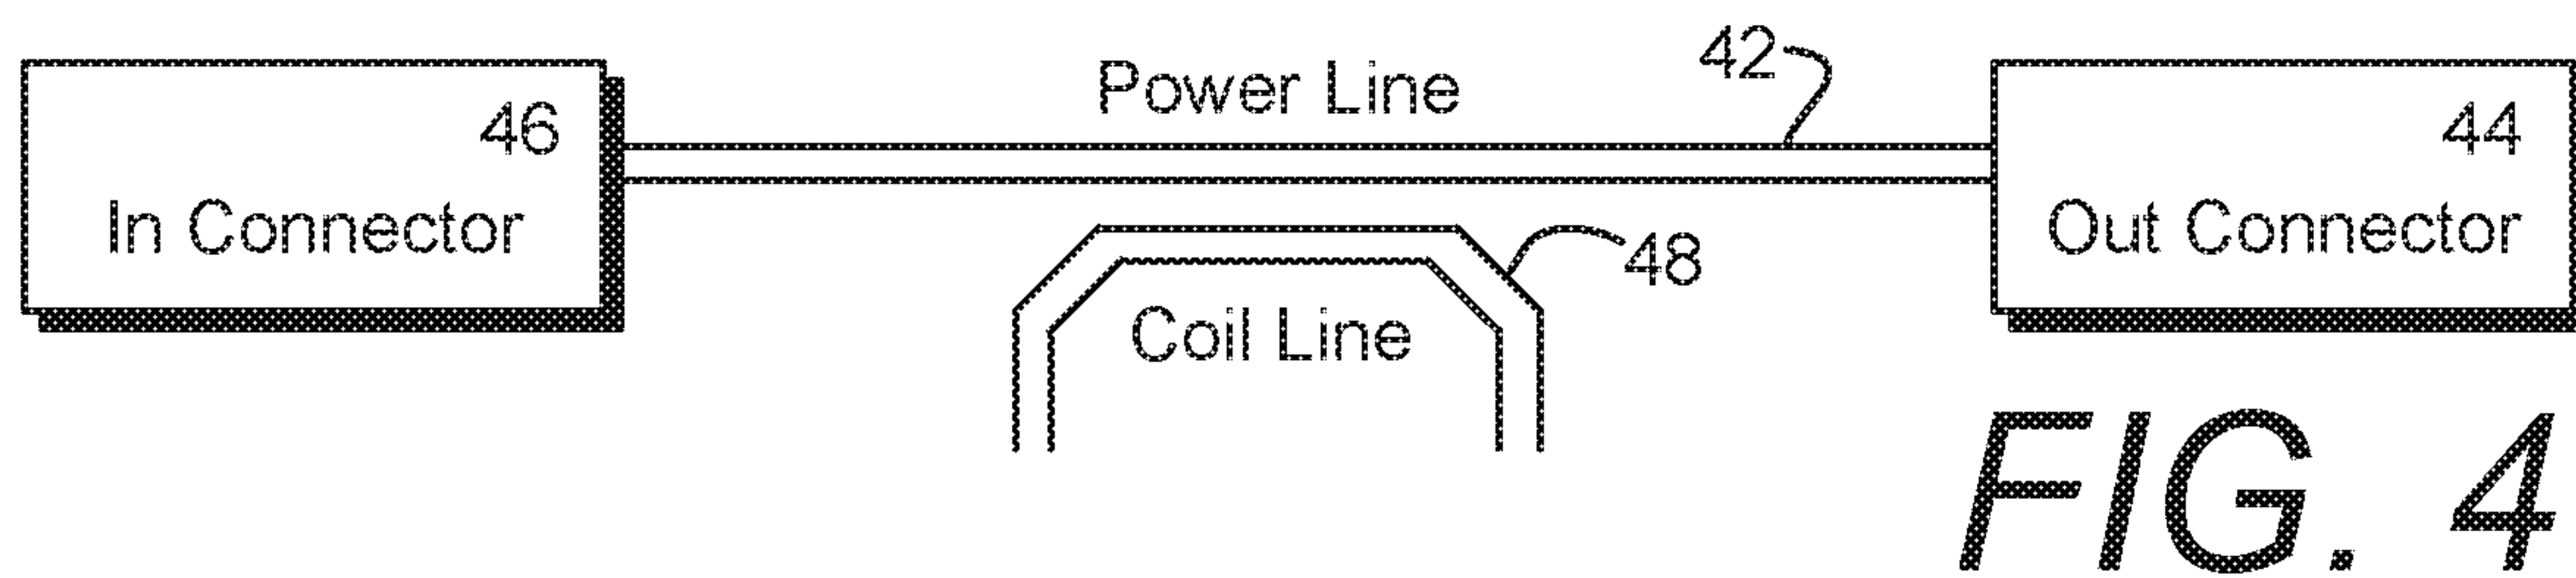 42
Power Line
46
44
In Connector
Out Connector
48
Coil Line
FIG. 4